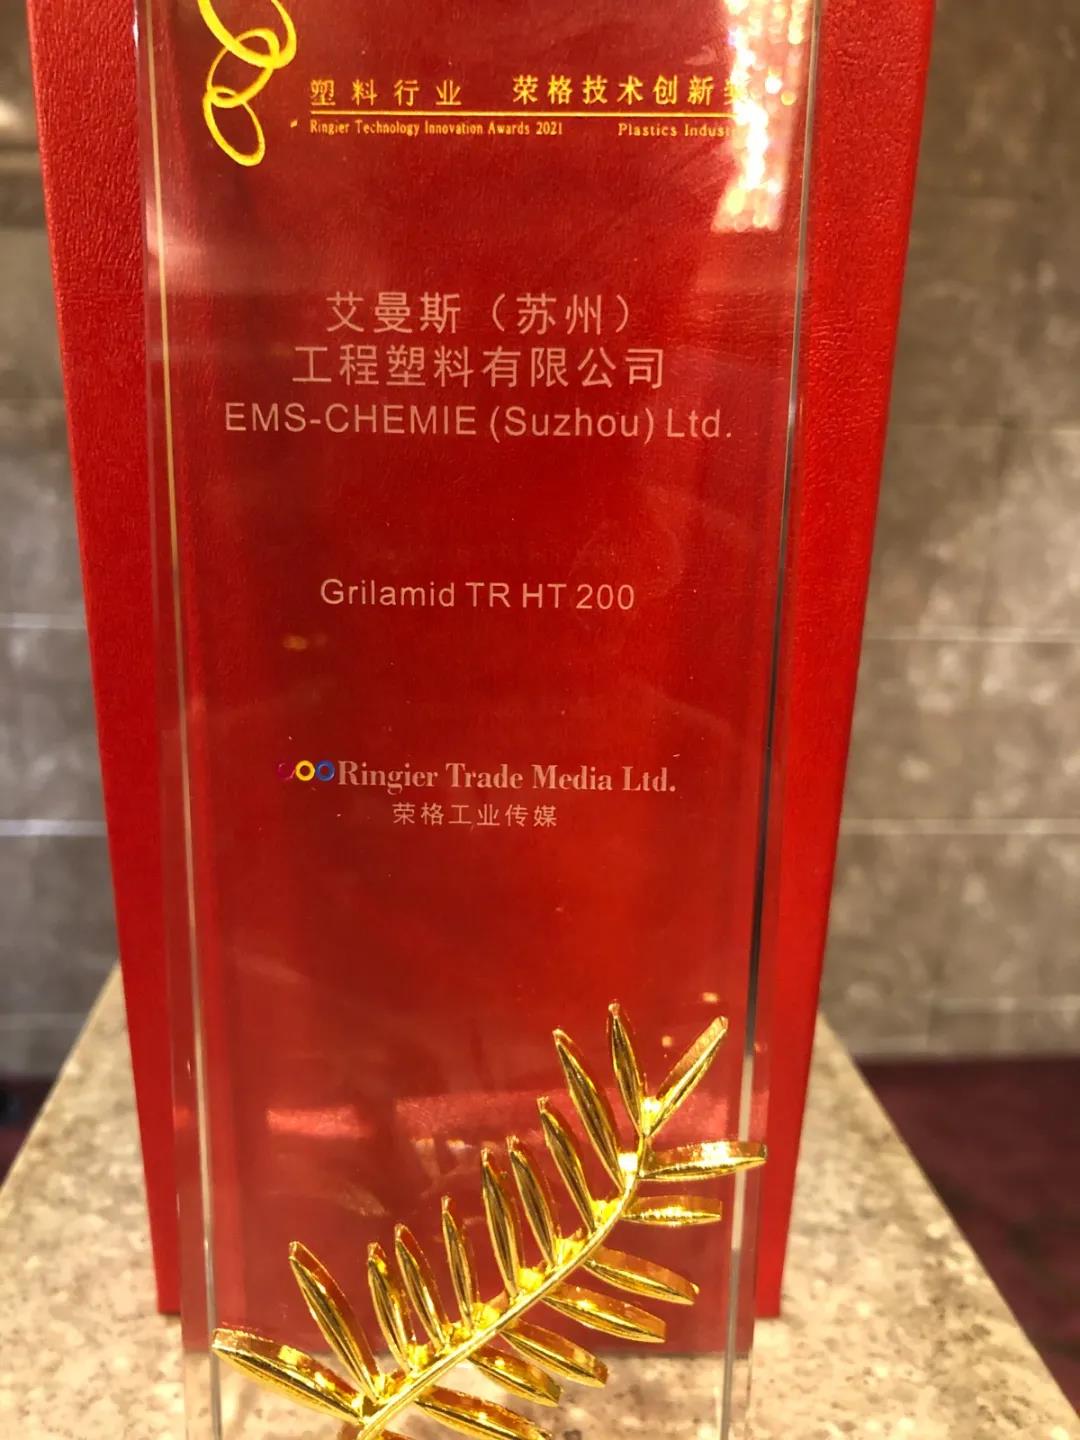 塑料行业 荣格技术创新奖
Ringier Technology Innovation Awards 2021 Plastics
艾曼斯（苏州）
工程塑料有限公司
EMS-CHEMIE (Suzhou) Ltd.
Grilamid TR HT 200
Ringier Trade Media Ltd.
荣格工业传媒